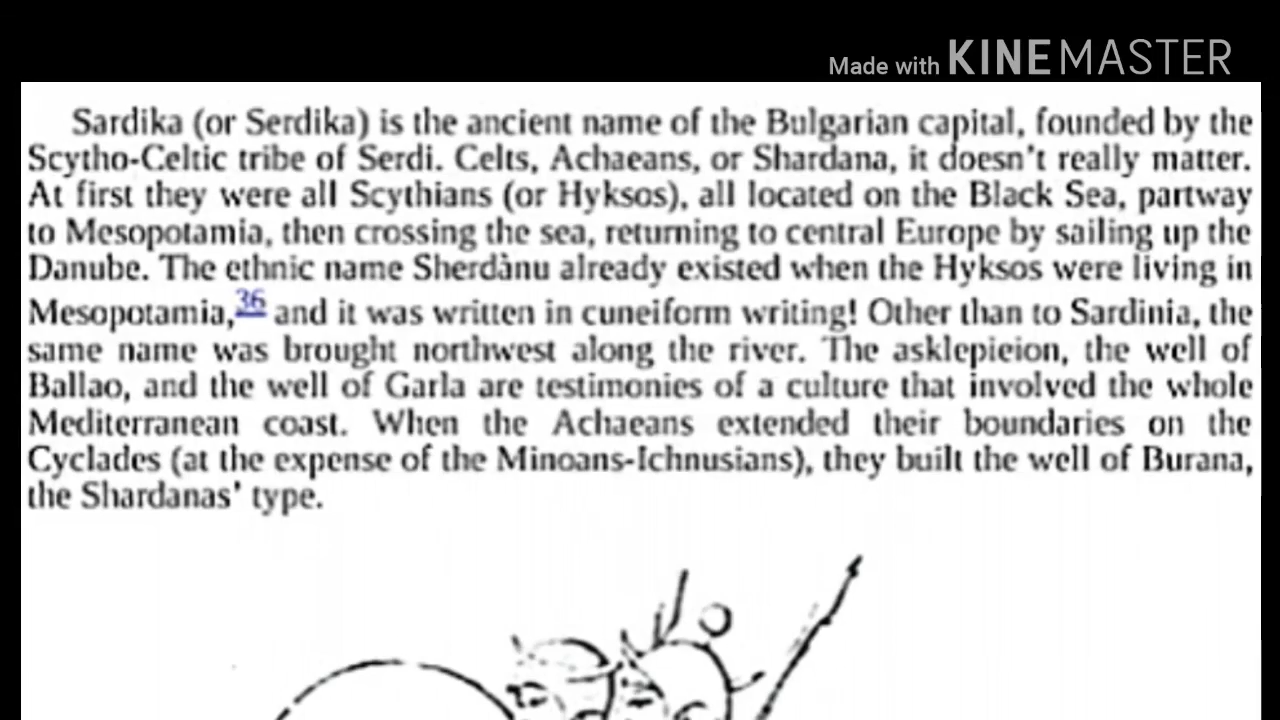 Made with KINEMASTER
Sardika (or Serdika) is the ancient name of the Bulgarian capital, founded by the
Scytho-Celtic tribe of Serdi. Celts, Achaeans, or Shardana, it doesn't really matter.
At first they were all Scythians (or Hyksos), all located on the Black Sea, partway
to Mesopotamia, then crossing the sea, returning to central Europe by sailing up the
Danube. The ethnic name Sherdànu already existed when the Hyksos were living in
Mesopotamia,36 and it was written in cuneiform writing! Other than to Sardinia, the
same name was brought northwest along the river. The asklepieion, the well of
Ballao, and the well of Garla are testimonies of a culture that involved the whole
Mediterranean coast. When the Achaeans extended their boundaries on the
Cyclades (at the expense of the Minoans-Ichnusians), they built the well of Burana,
the Shardanas' type.